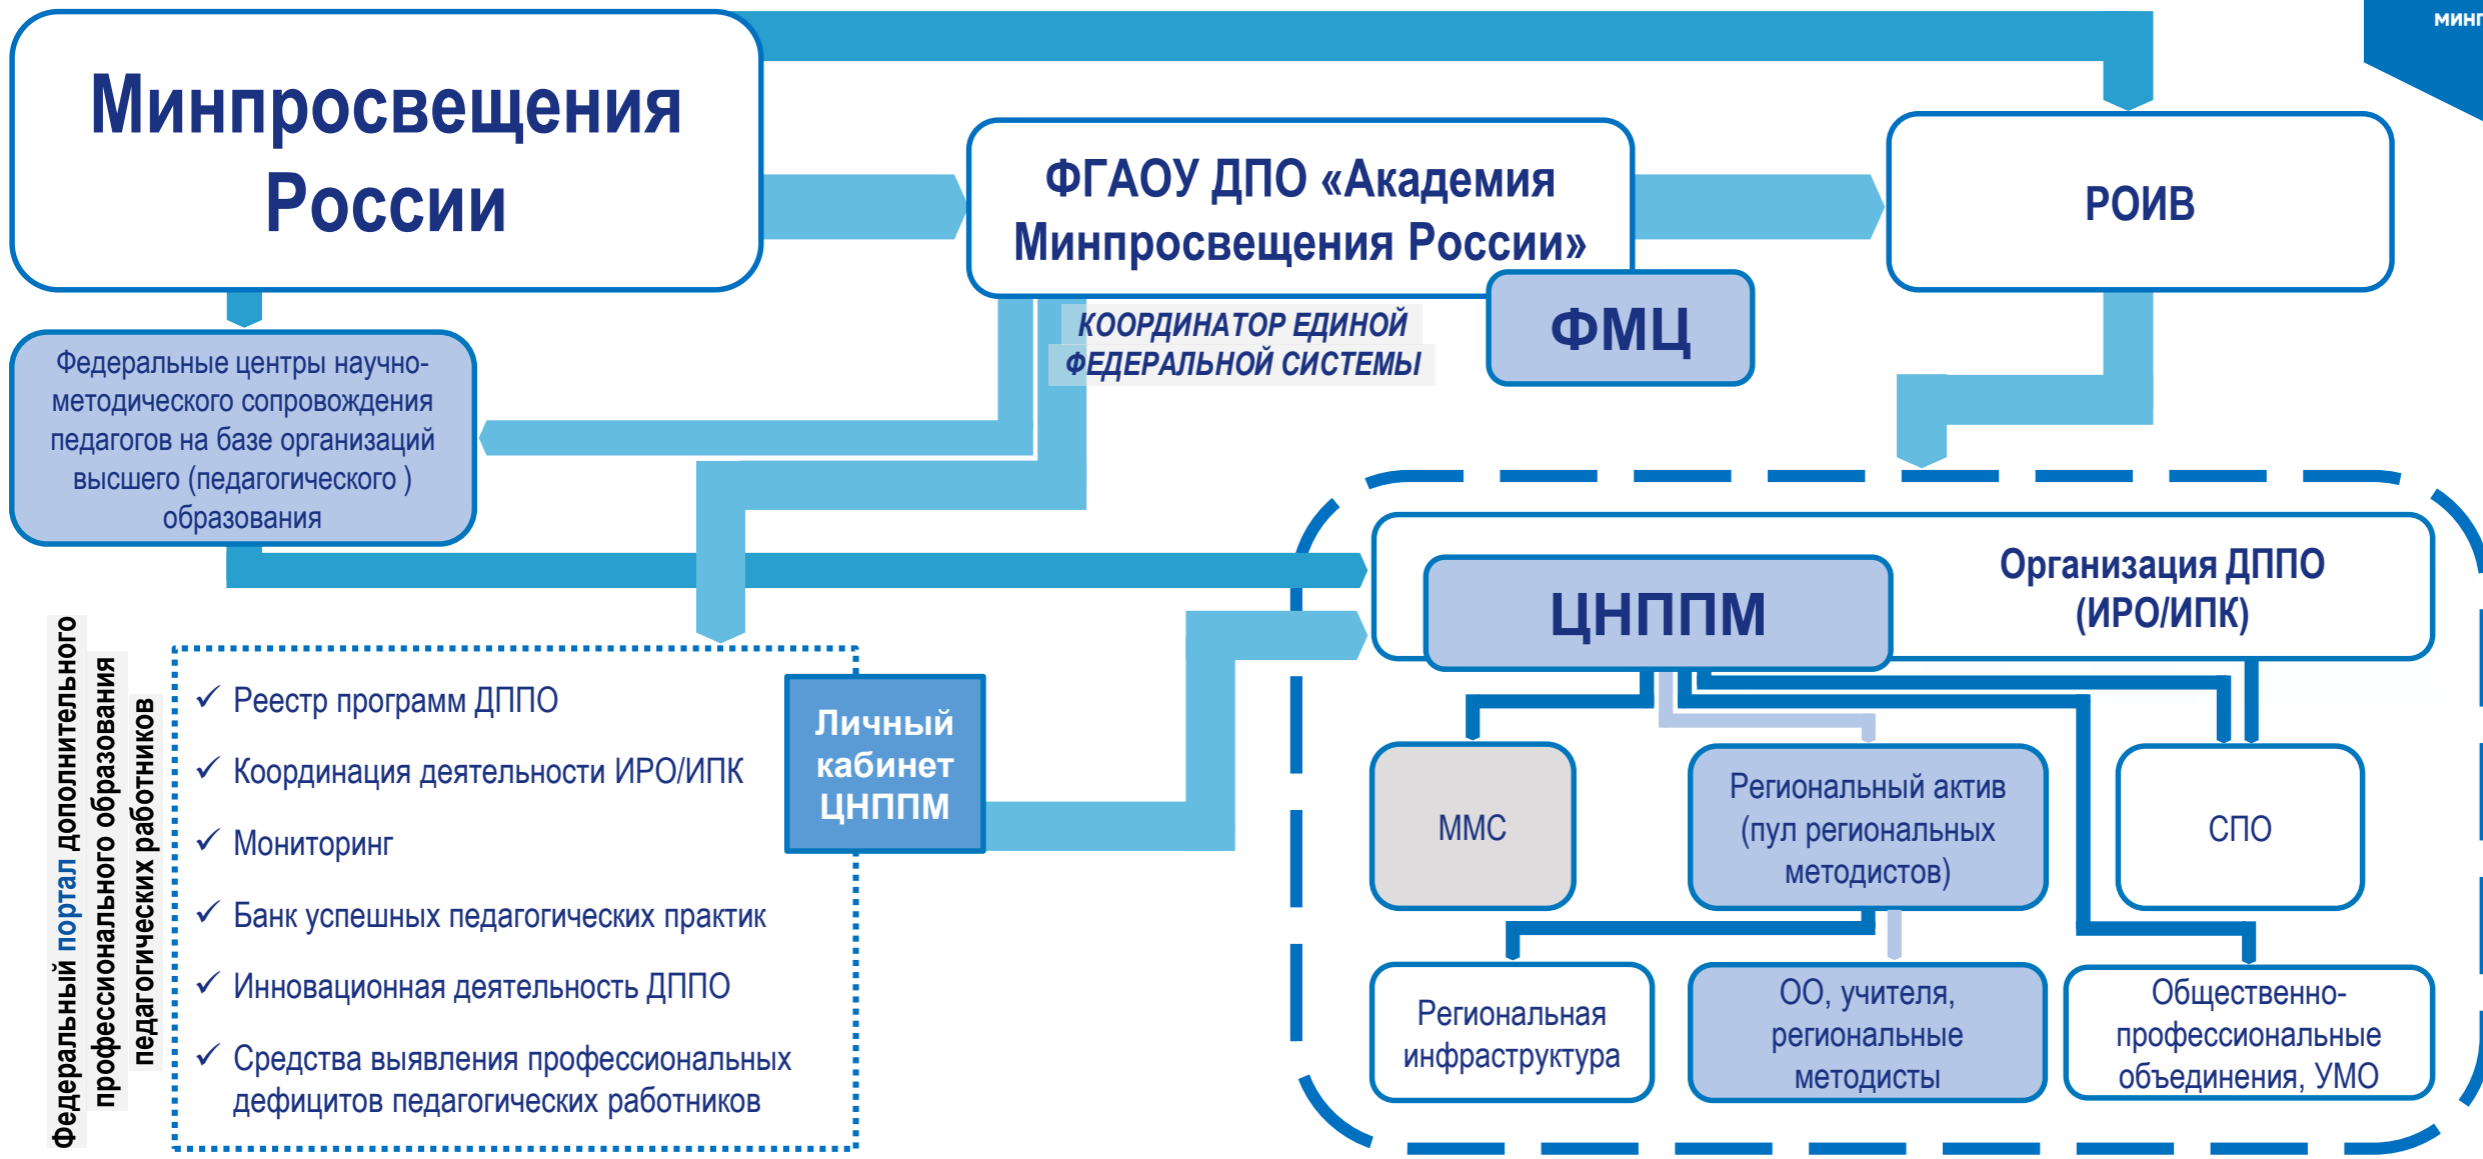 МИНП
Минпросвещения
России
ФГАОУ ДПО «Академия
Минпросвещения России»
РОИВ
ФМЦ
КООРДИНАТОР ЕДИНОЙ
ФЕДЕРАЛЬНОЙ СИСТЕМЫ
Федеральные центры научно-
методического сопровождения
педагогов на базе организаций
высшего (педагогического )
образования
Организация ДППО
(ИРО/ИПК)
ЦНППМ
Федеральный портал дополнительного
профессионального образования
педагогических работников
✓ Реестр программ ДППО
✓ Координация деятельности ИРО/ИПК
✓ Мониторинг
✓ Банк успешных педагогических практик
✓ Инновационная деятельность ДППО
✓ Средства выявления профессиональных
дефицитов педагогических работников
Личный
кабинет
ЦНППМ
ММС
Региональный актив
(пул региональных
методистов)
СПО
Региональная
инфраструктура
ОО, учителя,
региональные
методисты
Общественно-
профессиональные
объединения, УМО